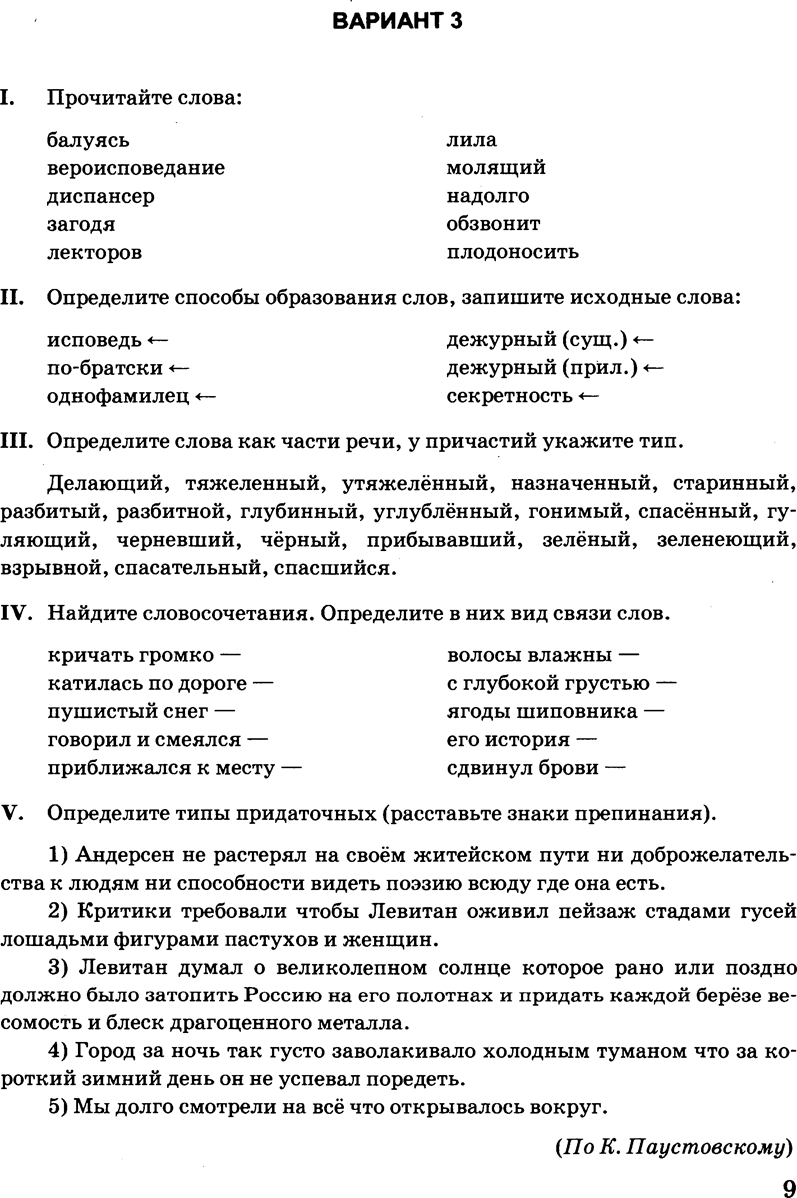 ВАРИАНТ 3
I. Прочитайте слова:
балуясь лила
вероисповедание молящий
диспансер надолго
загодя обзвонит
лекторов плодоносить
II. Определите способы образования слов, запишите исходные слова:
исповедь ← дежурный (сущ.) ←
по-братски ← дежурный (прил.) ←
однофамилец ← секретность ←
III. Определите слова как части речи, у причастий укажите тип.
Делающий, тяжеленный, утяжелённый, назначенный, старинный,
разбитый, разбитной, глубинный, углублённый, гонимый, спасённый, гу-
ляющий, черневший, чёрный, прибывавший, зелёный, зеленеющий,
взрывной, спасательный, спасшийся.
IV. Найдите словосочетания. Определите в них вид связи слов.
кричать громко — волосы влажны —
катилась по дороге — с глубокой грустью —
пушистый снег — ягоды шиповника —
говорил и смеялся — его история —
приближался к месту — сдвинул брови —
V. Определите типы придаточных (расставьте знаки препинания).
1) Андерсен не растерял на своём житейском пути ни доброжелатель-
ства к людям ни способности видеть поэзию всюду где она есть.
2) Критики требовали чтобы Левитан оживил пейзаж стадами гусей
лошадьми фигурами пастухов и женщин.
3) Левитан думал о великолепном солнце которое рано или поздно
должно было затопить Россию на его полотнах и придать каждой берёзе ве-
сомость и блеск драгоценного металла.
4) Город за ночь так густо заволакивало холодным туманом что за ко-
роткий зимний день он не успевал поредеть.
5) Мы долго смотрели на всё что открывалось вокруг.
(По К. Паустовскому)
9